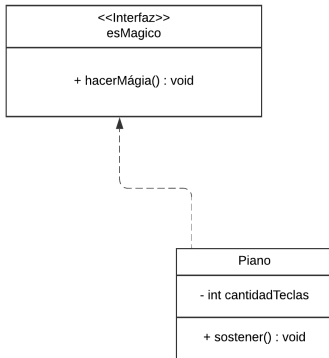 <<Interfaz>>
esMagico
+ hacerMágia() : void
Piano
- int cantidadTeclas
+ sostener() : void